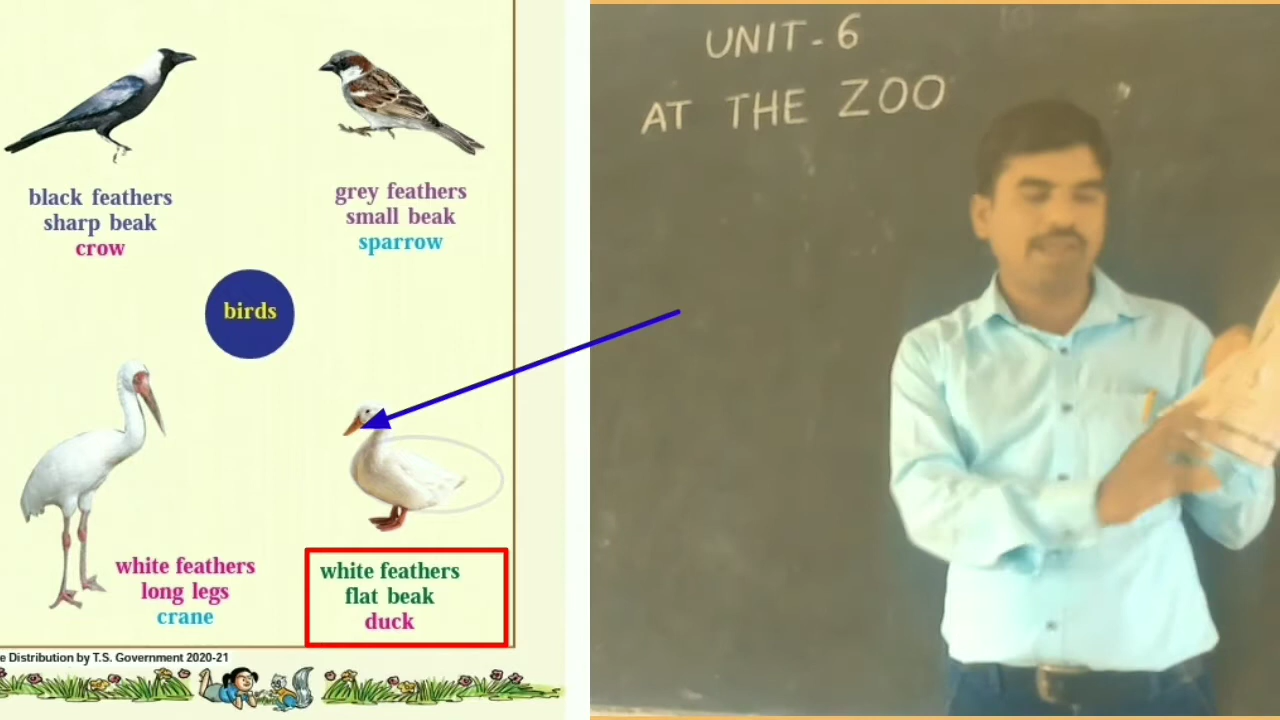 black feathers
sharp beak
crow
grey feathers
small beak
sparrow
birds
white feathers
long legs
crane
white feathers
flat beak
duck
e Distribution by T.S. Government 2020-21
UNIT-6
AT THE ZOO